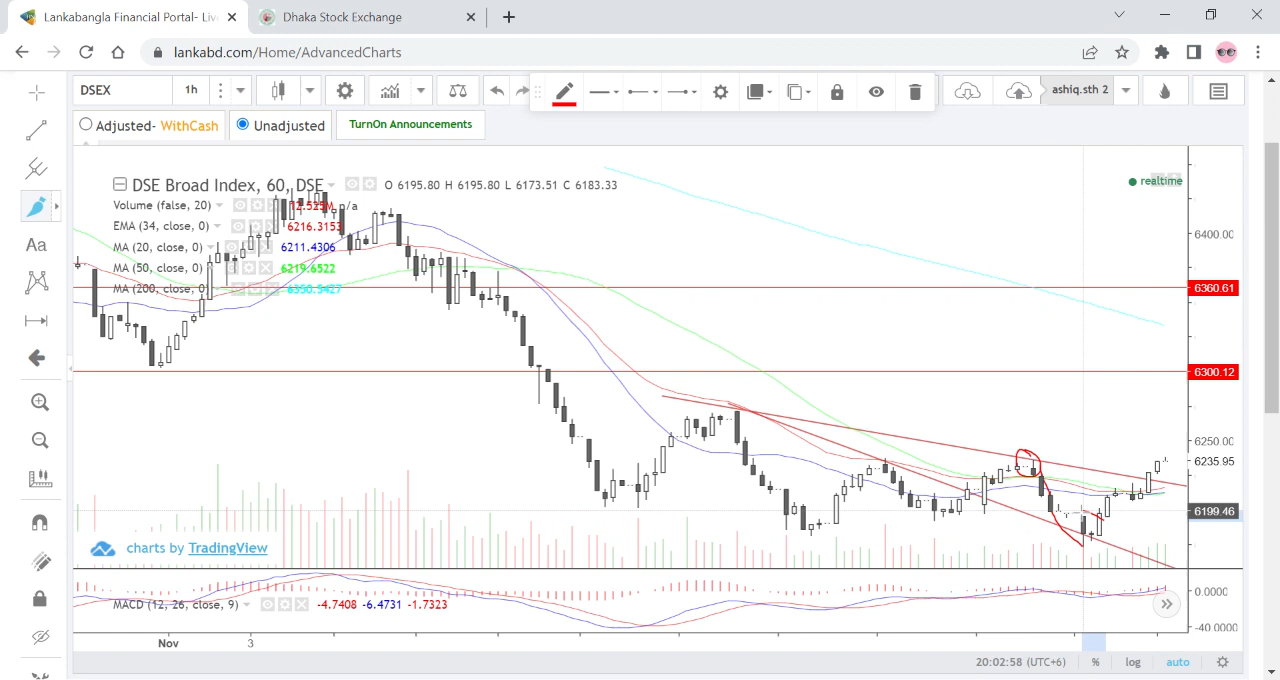 Lankabangla Financial Portal- Liv
Dhaka Stock Exchange
lankabd.com/Home/AdvancedCharts
DSEX
1h
ashiq.sth 2
Adjusted- WithCash
Unadjusted
TurnOn Announcements
DSE Broad Index, 60, DSE
O 6195.80 H 6195.80 L 6173.51 C 6183.33
realtime
Volume (false, 20)
12.525M n/a
EMA (34, close, 0)
6216.3153
MA (20, close, 0)
6211.4306
MA (50, close, 0)
6219.6522
MA (200, close, 0)
6350.5427
6400.00
6360.61
6300.12
6250.00
6235.95
6199.46
Aa
charts by TradingView
MACD (12, 26, close, 9)
-4.7408 -6.4731 -1.7323
0.0000
-40.0000
Nov
3
20:02:58 (UTC+6)
%
log
auto